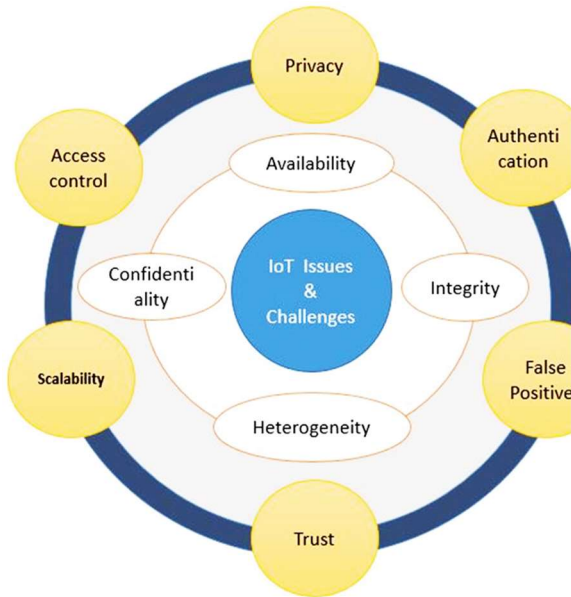 Privacy
Authenti
cation
Access
control
Availability
IoT Issues
&
Challenges
Confidenti
ality
Integrity
Scalability
False
Positive
Heterogeneity
Trust